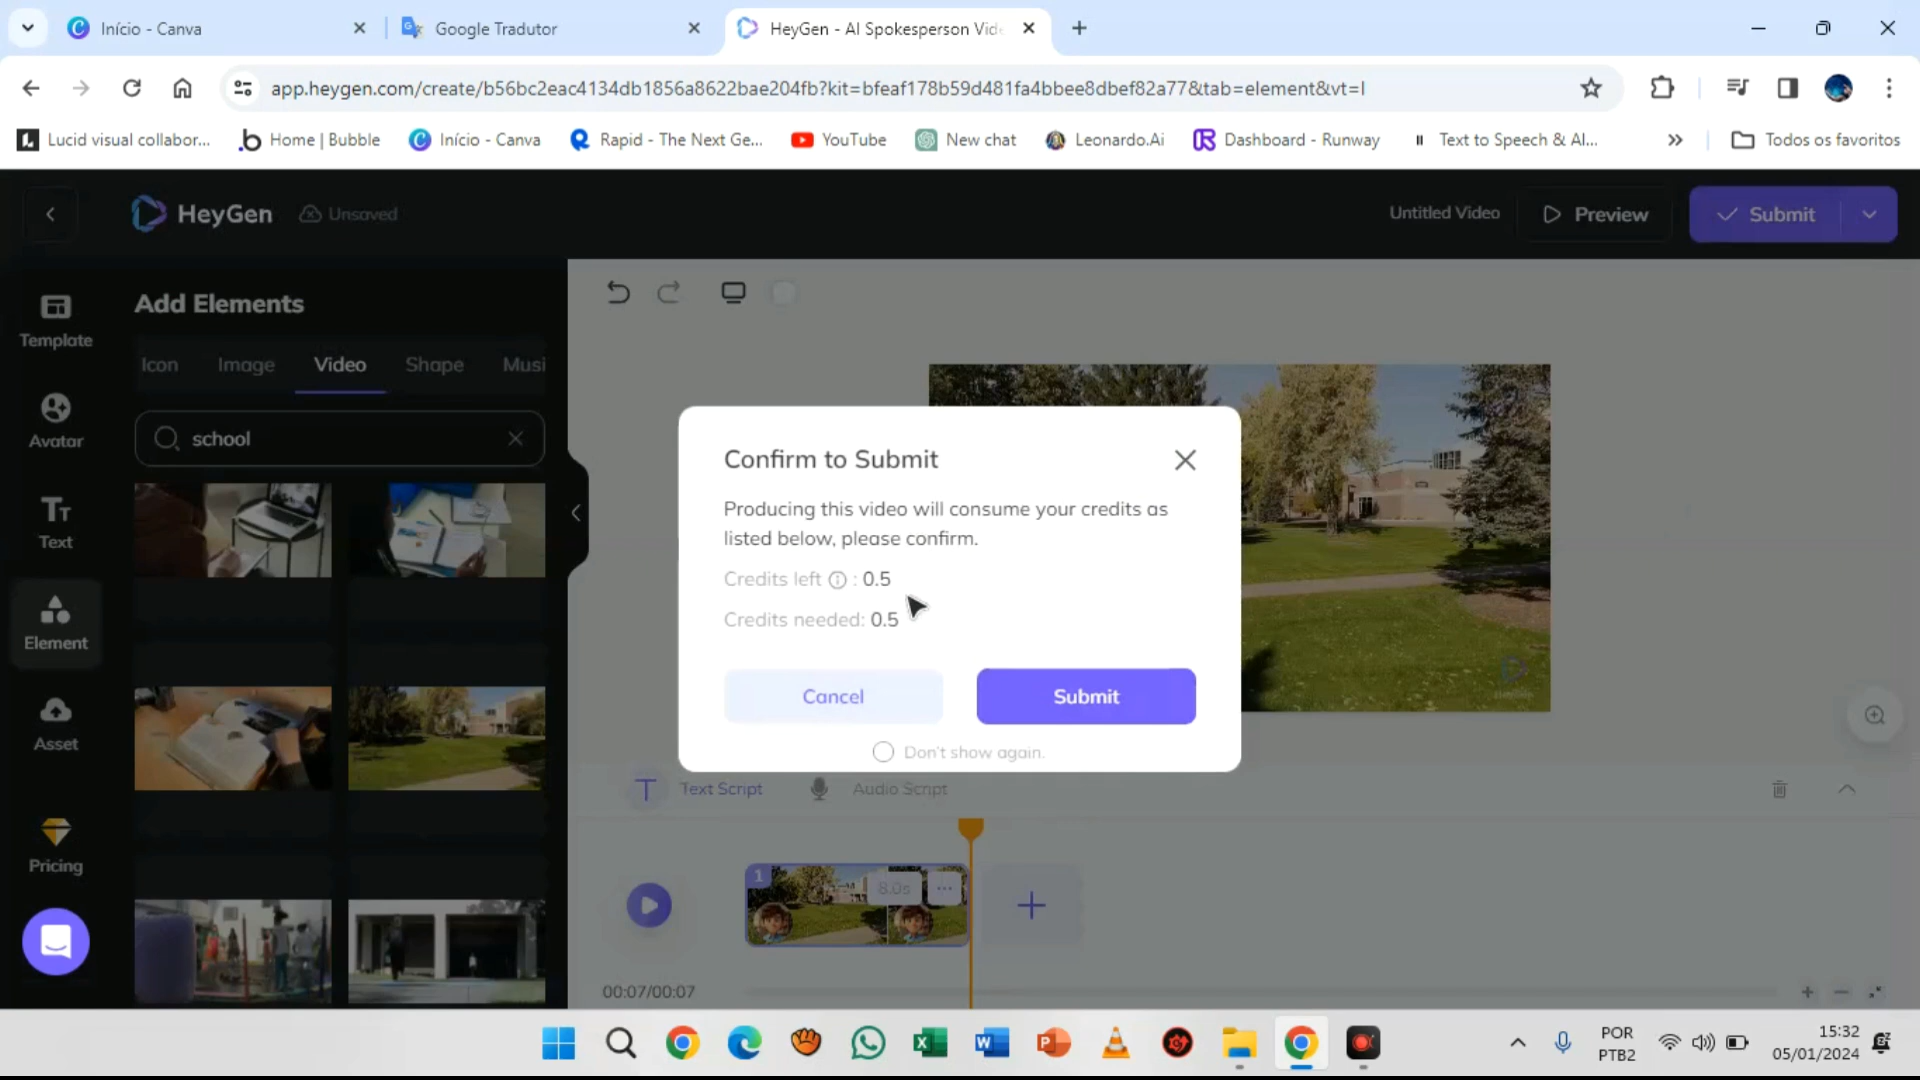 Início - Canva
Google Tradutor
HeyGen - AI Spokesperson Vid
app.heygen.com/create/b56bc2eac4134db1856a8622bae204fb?kit=bfeaf178b59d481fa4bbee8dbef82a77&tab=element&vt=l
Lucid visual collabor...
Home | Bubble
Início - Canva
Rapid - The Next Ge...
YouTube
New chat
Leonardo.Ai
Dashboard - Runway
Text to Speech & AI...
Todos os favoritos
HeyGen
Unsaved
Untitled Video
Preview
Submit
Template
Avatar
Text
Element
Asset
Pricing
Add Elements
Icon
Image
Video
Shape
Musi
school
Confirm to Submit
Producing this video will consume your credits as
listed below, please confirm.
Credits left : 0.5
Credits needed: 0.5
Cancel
Submit
Don't show again.
Text Script
Audio Script
1
8.0s
00:07/00:07
POR
PTB2
15:32
05/01/2024